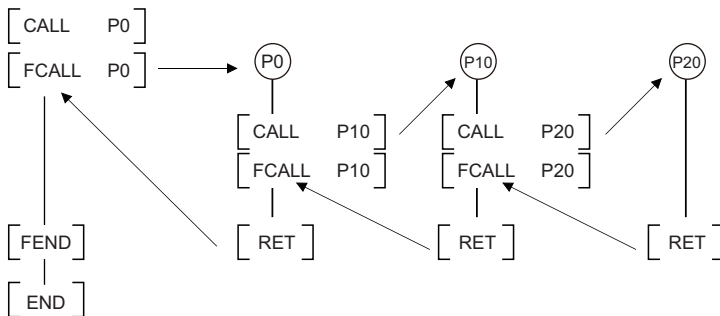 CALL P0
FCALL P0
P0
P10
P20
CALL P10
CALL P20
FCALL P10
FCALL P20
FEND
RET
RET
RET
END